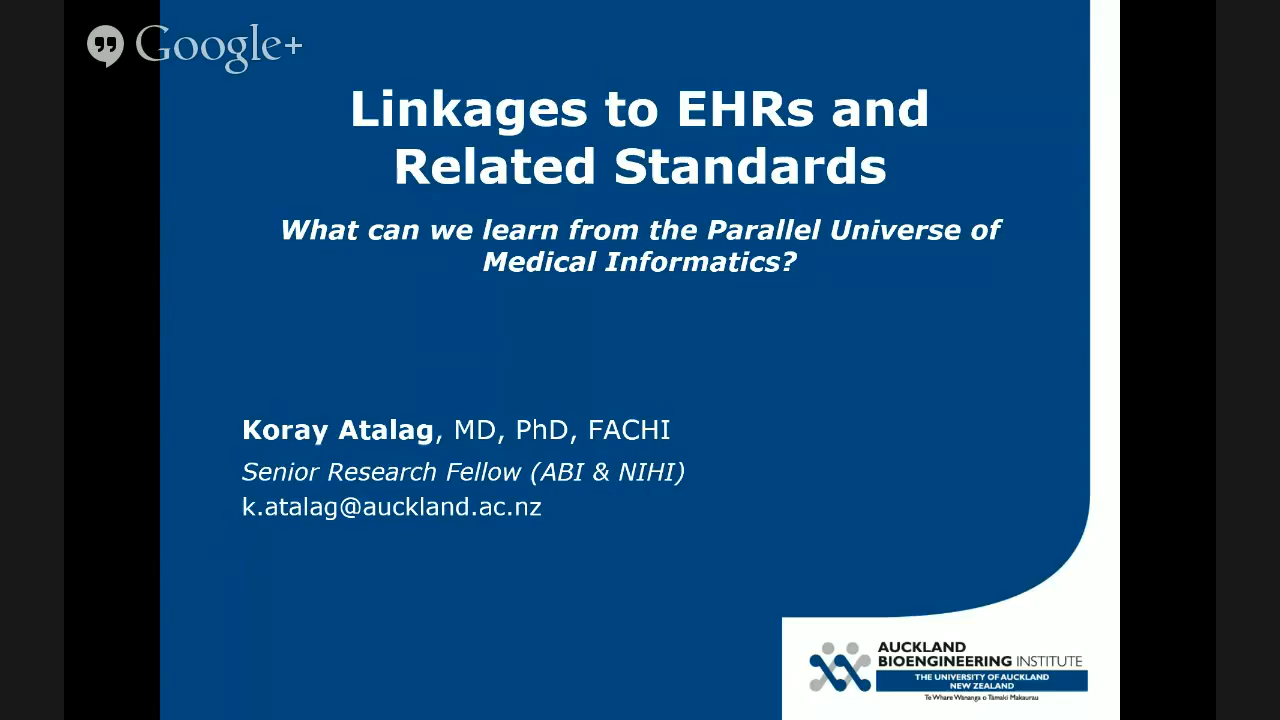 Google+
Linkages to EHRs and
Related Standards
What can we learn from the Parallel Universe of
Medical Informatics?
Koray Atalag, MD, PhD, FACHI
Senior Research Fellow (ABI & NIHI)
k.atalag@auckland.ac.nz
AUCKLAND
BIOENGINEERING INSTITUTE
THE UNIVERSITY OF AUCKLAND
NEW ZEALAND
Te Whare Wānanga o Tāmaki Makaurau